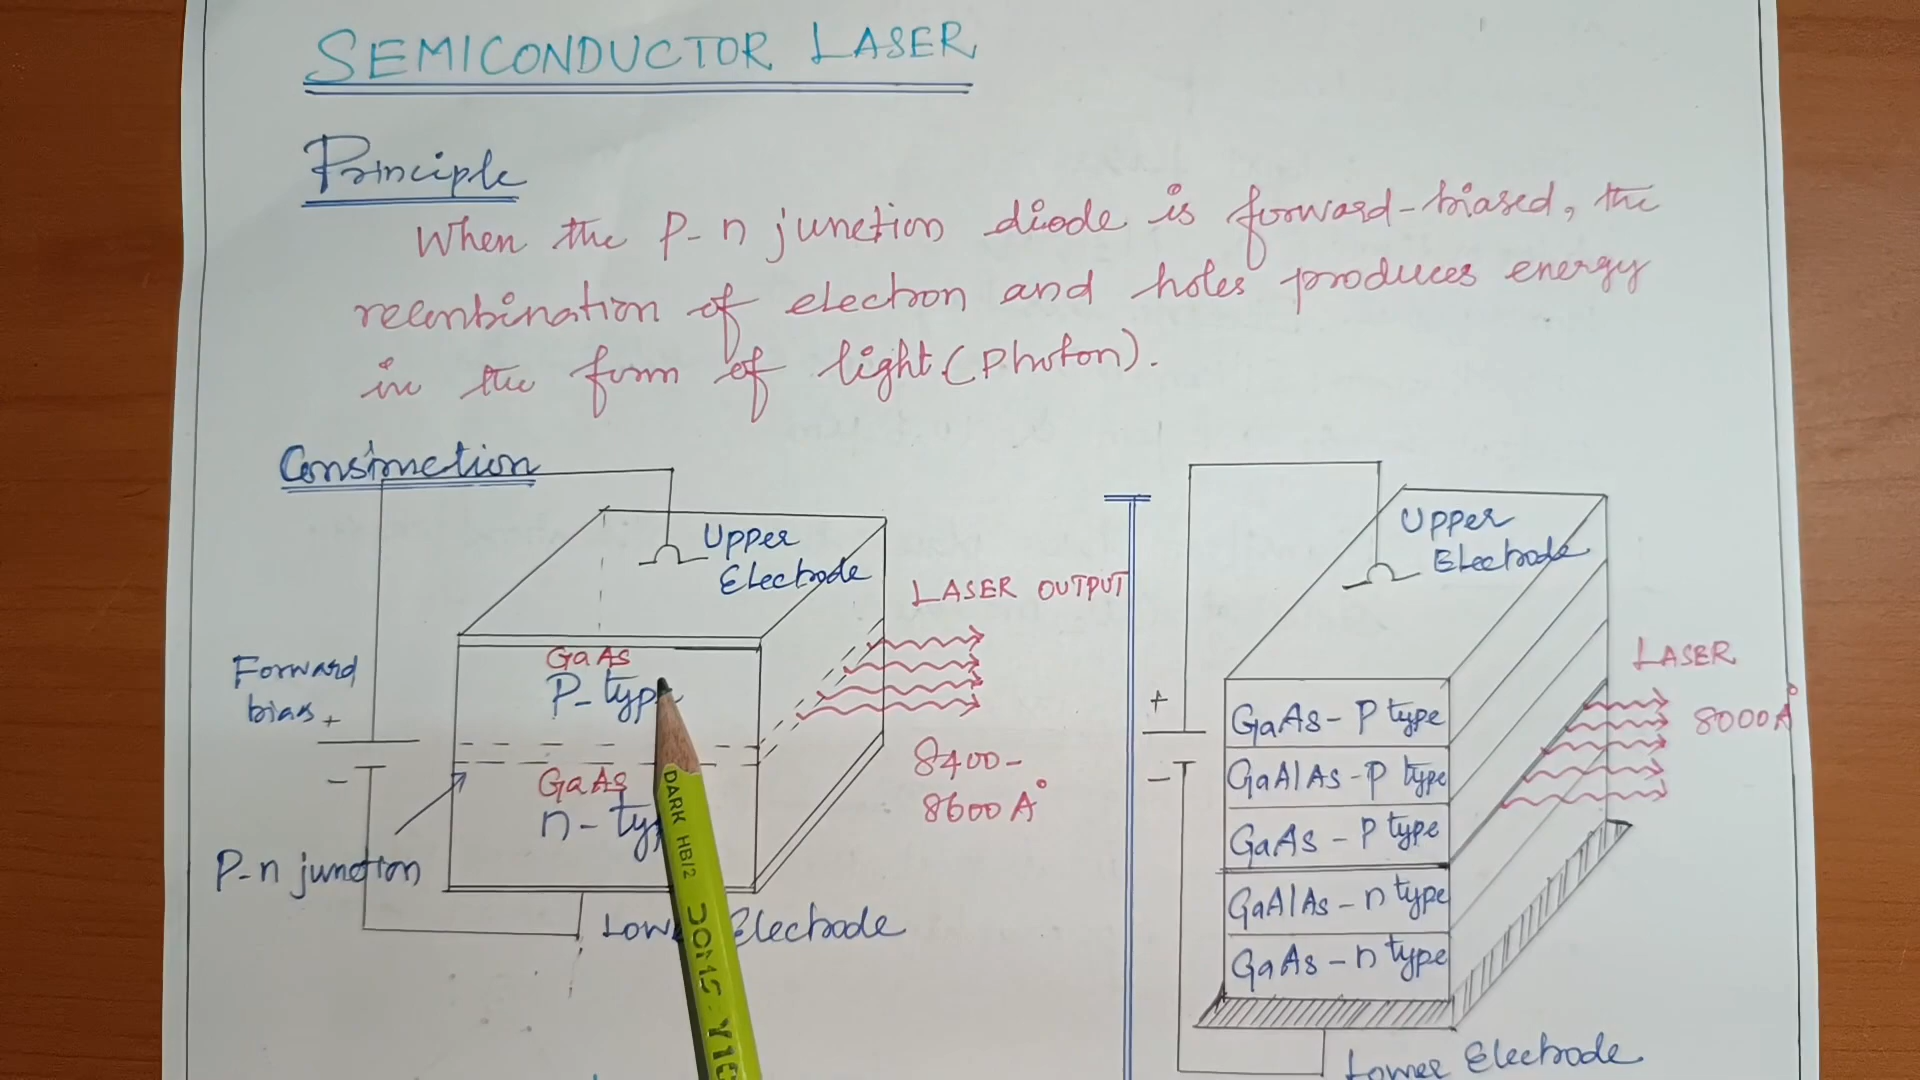 SEMICONDUCTOR LASER
Principle
When the P-n junction diode is forward-biased, the
recombination of electron and holes produces energy
in the form of light (Photon).
Construction
Upper
Electrode
LASER OUTPUT
GaAs
P-type
Forward
bias +
-
GaAs
n-
P-n junction
8400-
8600 A°
Electrode
Upper
Electrode
LASER
8000A°
+
-
GaAs-P type
GaAlAs-P type
GaAs-P type
GaAlAs-n type
GaAs-n type
Lower Electrode
DARK HB/2 DOMS